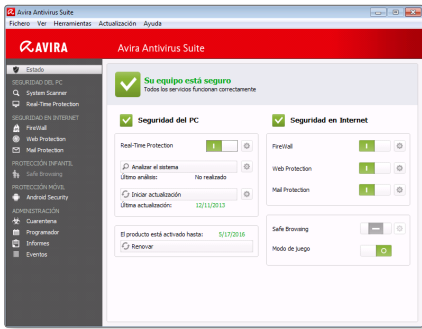 Avira Antivirus Suite
Fichero Ver Herramientas Actualización Ayuda
AVIRA Avira Antivirus Suite
Estado
SEGURIDAD DEL PC
System Scanner
Real-Time Protection
SEGURIDAD EN INTERNET
FireWall
Web Protection
Mail Protection
PROTECCIÓN INFANTIL
Safe Browsing
PROTECCIÓN MÓVIL
Android Security
ADMINISTRACIÓN
Cuarentena
Programador
Informes
Eventos
Su equipo está seguro
Todos los servicios funcionan correctamente
Seguridad del PC
Real-Time Protection
Analizar el sistema
Último análisis: No realizado
Iniciar actualización
Última actualización: 12/11/2013
El producto está activado hasta: 5/17/2016
Renovar
Seguridad en Internet
FireWall
Web Protection
Mail Protection
Safe Browsing
Modo de juego